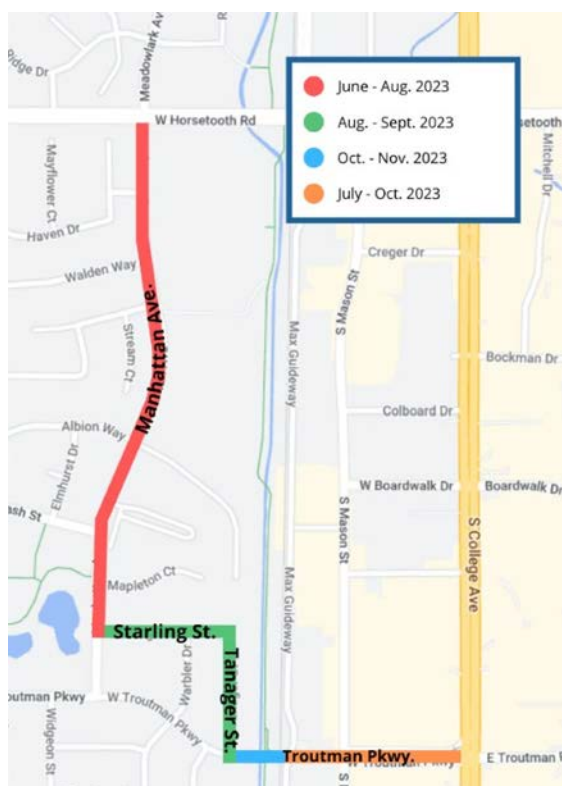 Meadowlark Av
Ridge Dr
W Horsetooth Rd
June - Aug. 2023
Aug. - Sept. 2023
Oct. - Nov. 2023
July - Oct. 2023
setooth
Mitchell Dr
Mayflower Ct
Haven Dr
Walden Way
Creger Dr
S Mason St
Max Guideway
Stream Ct
Manhattan Ave.
Bockman Dr
Albion Way
Colboard Dr
Elmhurst Dr
W Boardwalk Dr
Boardwalk Dr
ash St
S Mason St
S College Ave
Mapleton Ct
Max Guideway
Starling St.
Warbler Dr
Tanager St.
outman Pkwy
W Troutman Pkwy
Widgeon St
Troutman Pkwy.
E Troutman